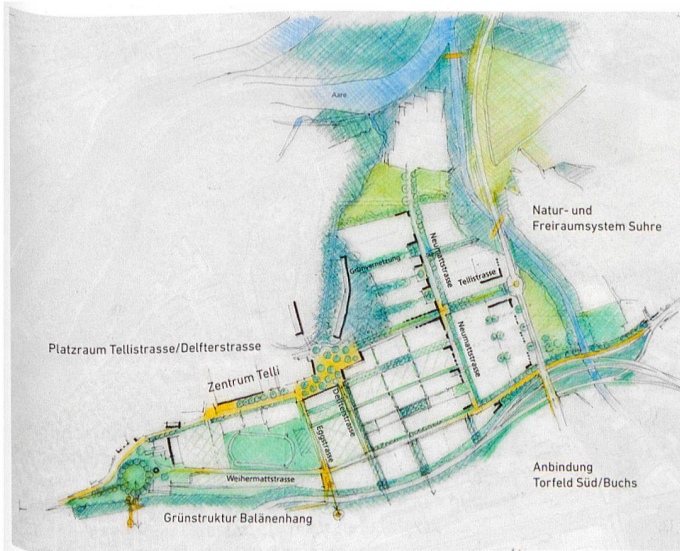 Aare
Natur- und
Freiraumsystem Suhre
Neumattstrasse
Grünvernetzung
Tellistrasse
Platzraum Tellistrasse/Delfterstrasse
Neumattstrasse
Zentrum Telli
Delfterstrasse
Eggstrasse
Weihermattstrasse
Anbindung
Torfeld Süd/Buchs
Grünstruktur Balänenhang